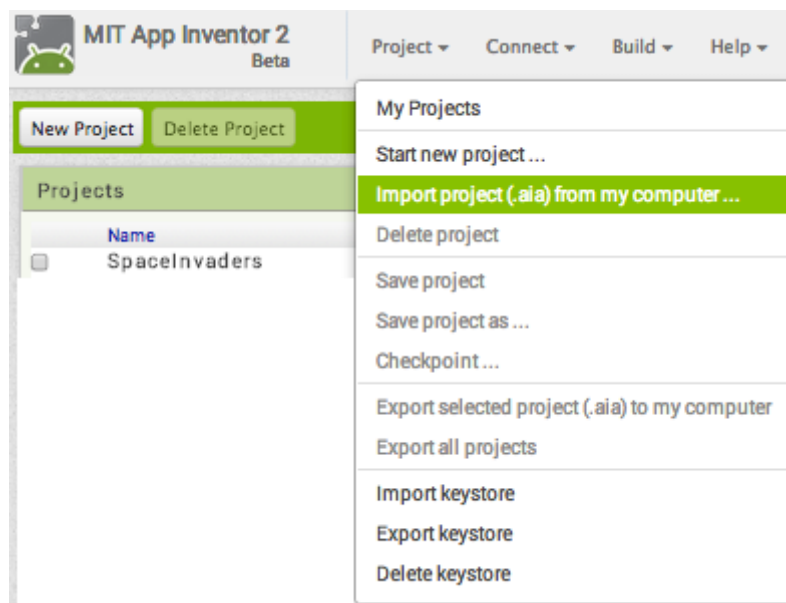 MIT App Inventor 2
Beta
Project Connect Build Help
New Project Delete Project
Projects
Name
SpaceInvaders
My Projects
Start new project ...
Import project (.aia) from my computer ...
Delete project
Save project
Save project as ...
Checkpoint ...
Export selected project (.aia) to my computer
Export all projects
Import keystore
Export keystore
Delete keystore